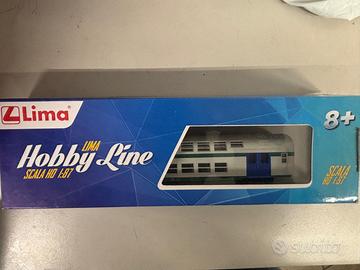 Lima
8+
LIMA
Hobby Line
SCALA H0 1:87
SCALA
H0 1:87
subito